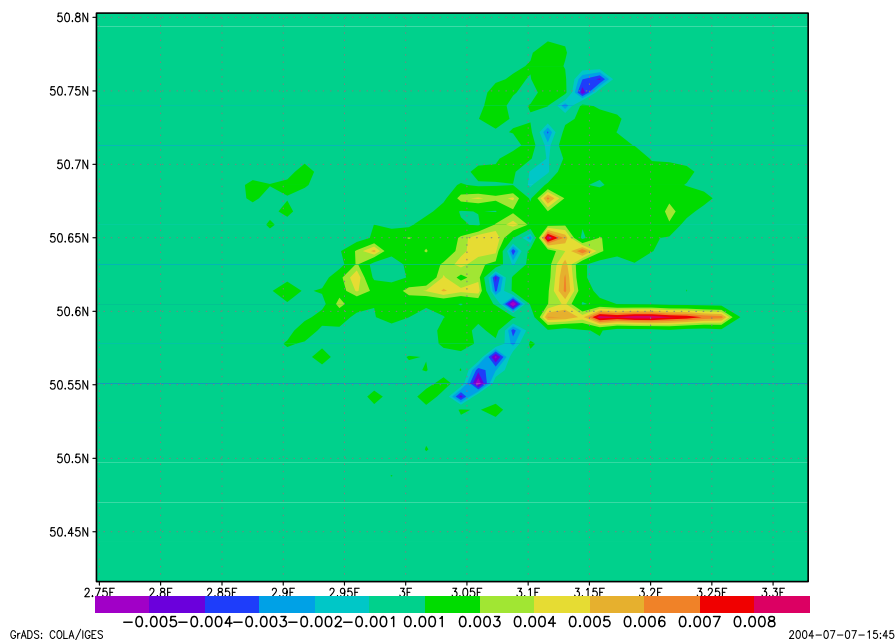 50.8N
50.75N
50.7N
50.65N
50.6N
50.55N
50.5N
50.45N
2.75E 2.8E 2.85E 2.9E 2.95E 3E 3.05E 3.1E 3.15E 3.2E 3.25E 3.3E
−0.005−0.004−0.003−0.002−0.001 0.001 0.003 0.004 0.005 0.006 0.007 0.008
GrADS: COLA/IGES 2004−07−07−15:45